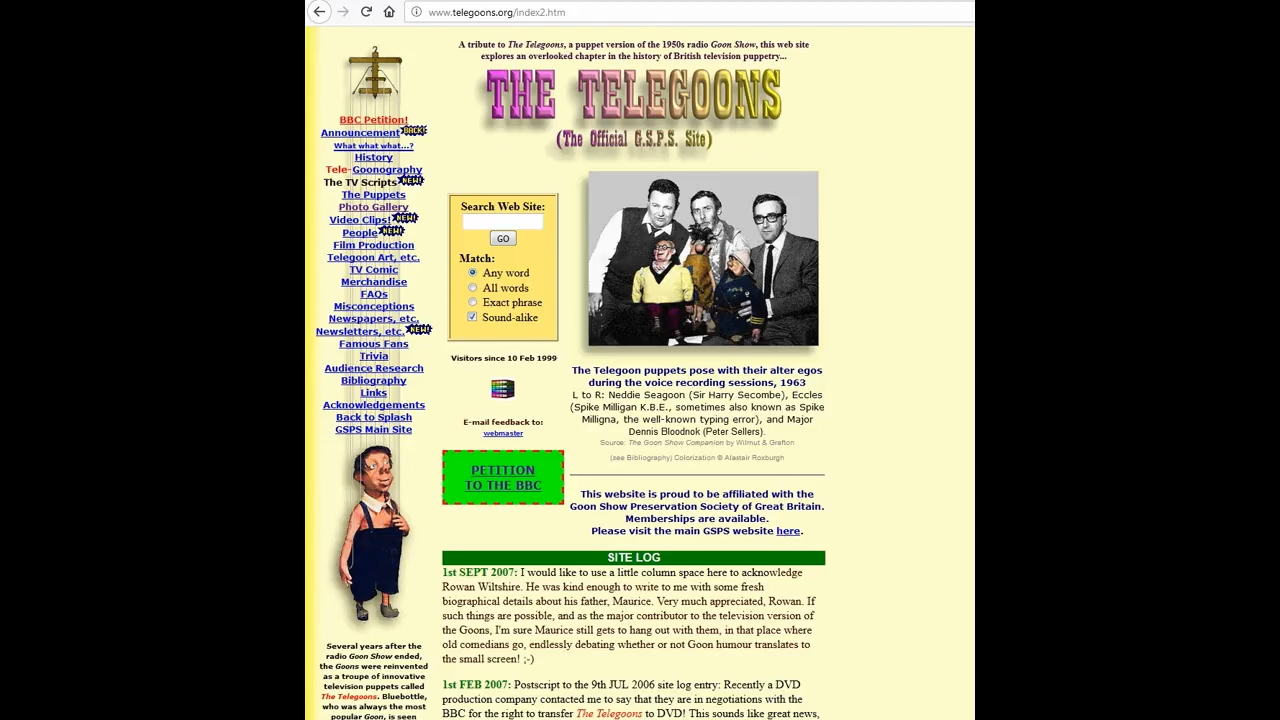 www.telegoons.org/index2.htm
A tribute to The Telegoons, a puppet version of the 1950s radio Goon Show, this web site
explores an overlooked chapter in the history of British television puppetry...
THE TELEGOONS
(The Official G.S.P.S. Site)
BBC Petition!
Announcement BACK!
What what what...?
History
Tele-Goonography
The TV Scripts NEW!
The Puppets
Photo Gallery
Video Clips! NEW!
People NEW!
Film Production
Telegoon Art, etc.
TV Comic
Merchandise
FAQs
Misconceptions
Newspapers, etc.
Newsletters, etc. NEW!
Famous Fans
Trivia
Audience Research
Bibliography
Links
Acknowledgements
Back to Splash
GSPS Main Site
Several years after the
radio Goon Show ended,
the Goons were reinvented
as a troupe of innovative
television puppets called
The Telegoons. Bluebottle,
who was always the most
popular Goon, is seen
Search Web Site:
GO
Match:
Any word
All words
Exact phrase
Sound-alike
Visitors since 10 Feb 1999
E-mail feedback to:
webmaster
PETITION
TO THE BBC
The Telegoon puppets pose with their alter egos
during the voice recording sessions, 1963
L to R: Neddie Seagoon (Sir Harry Secombe), Eccles
(Spike Milligan K.B.E., sometimes also known as Spike
Milligna, the well-known typing error), and Major
Dennis Bloodnok (Peter Sellers).
Source: The Goon Show Companion by Wilmut & Grafton
(see Bibliography) Colorization © Alastair Roxburgh
This website is proud to be affiliated with the
Goon Show Preservation Society of Great Britain.
Memberships are available.
Please visit the main GSPS website here.
SITE LOG
1st SEPT 2007: I would like to use a little column space here to acknowledge
Rowan Wiltshire. He was kind enough to write to me with some fresh
biographical details about his father, Maurice. Very much appreciated, Rowan. If
such things are possible, and as the major contributor to the television version of
the Goons, I'm sure Maurice still gets to hang out with them, in that place where
old comedians go, endlessly debating whether or not Goon humour translates to
the small screen! ;-)
1st FEB 2007: Postscript to the 9th JUL 2006 site log entry: Recently a DVD
production company contacted me to say that they are in negotiations with the
BBC for the right to transfer The Telegoons to DVD! This sounds like great news,